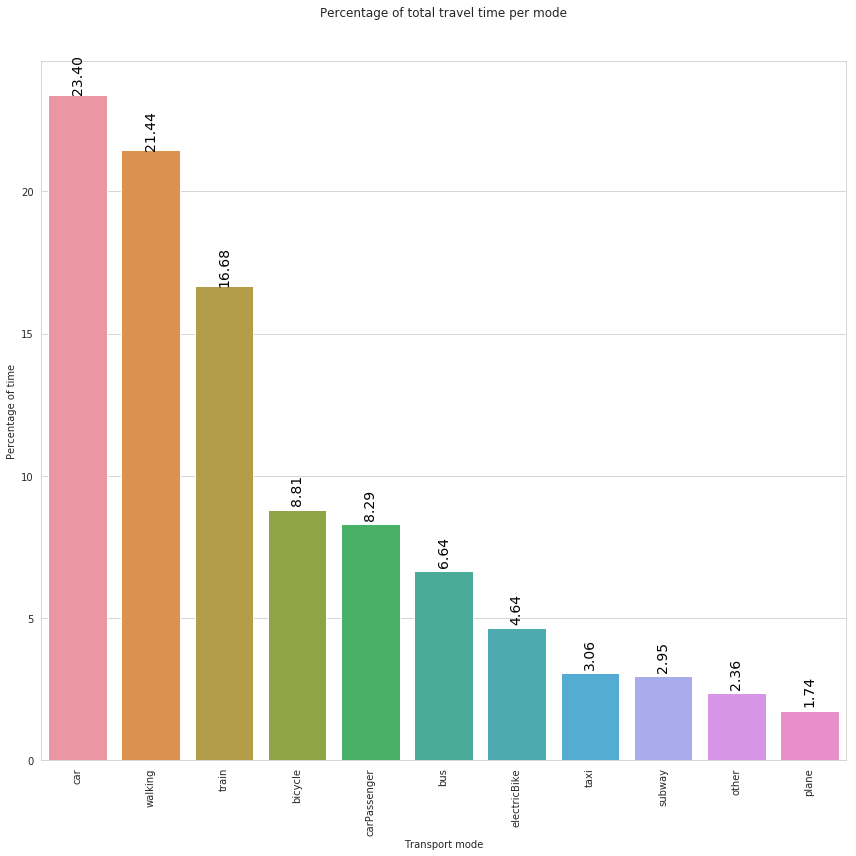 Percentage of total travel time per mode
Percentage of time
20
15
10
5
0
23.40
21.44
16.68
8.81
8.29
6.64
4.64
3.06
2.95
2.36
1.74
car
walking
train
bicycle
carPassenger
bus
electricBike
taxi
subway
other
plane
Transport mode